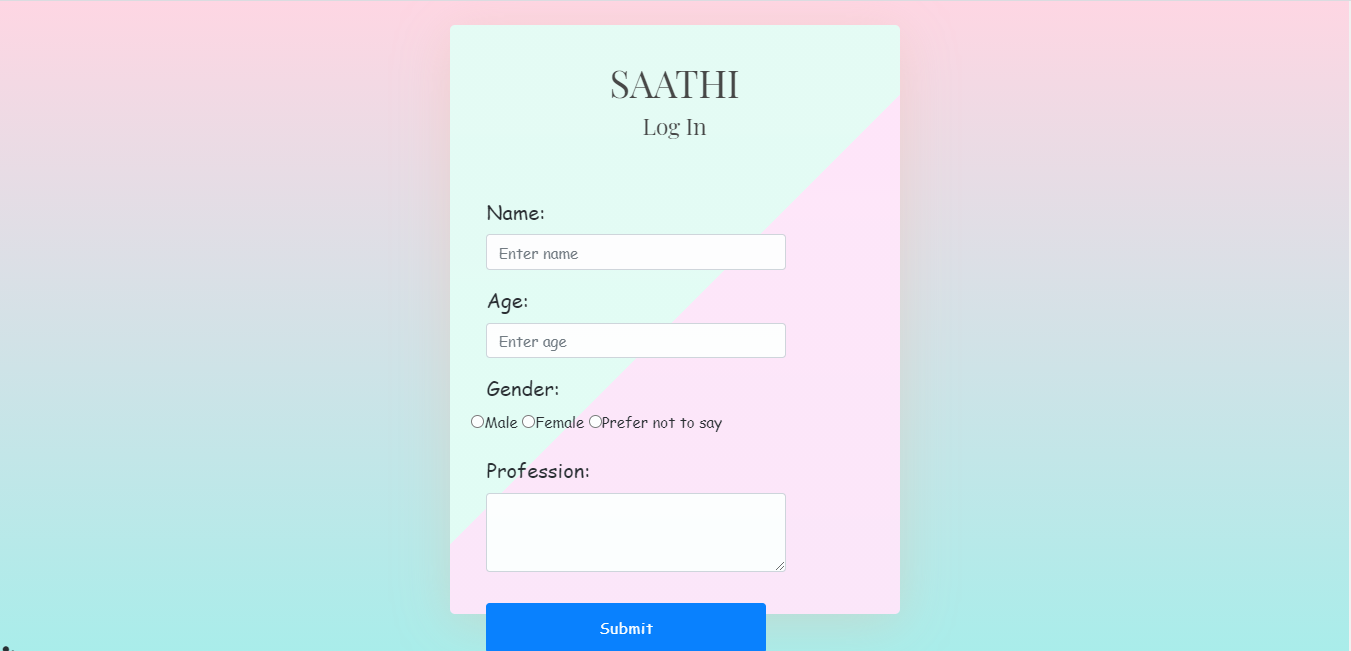 SAATHI
Log In
Name:
Enter name
Age:
Enter age
Gender:
Male Female Prefer not to say
Profession:
Submit